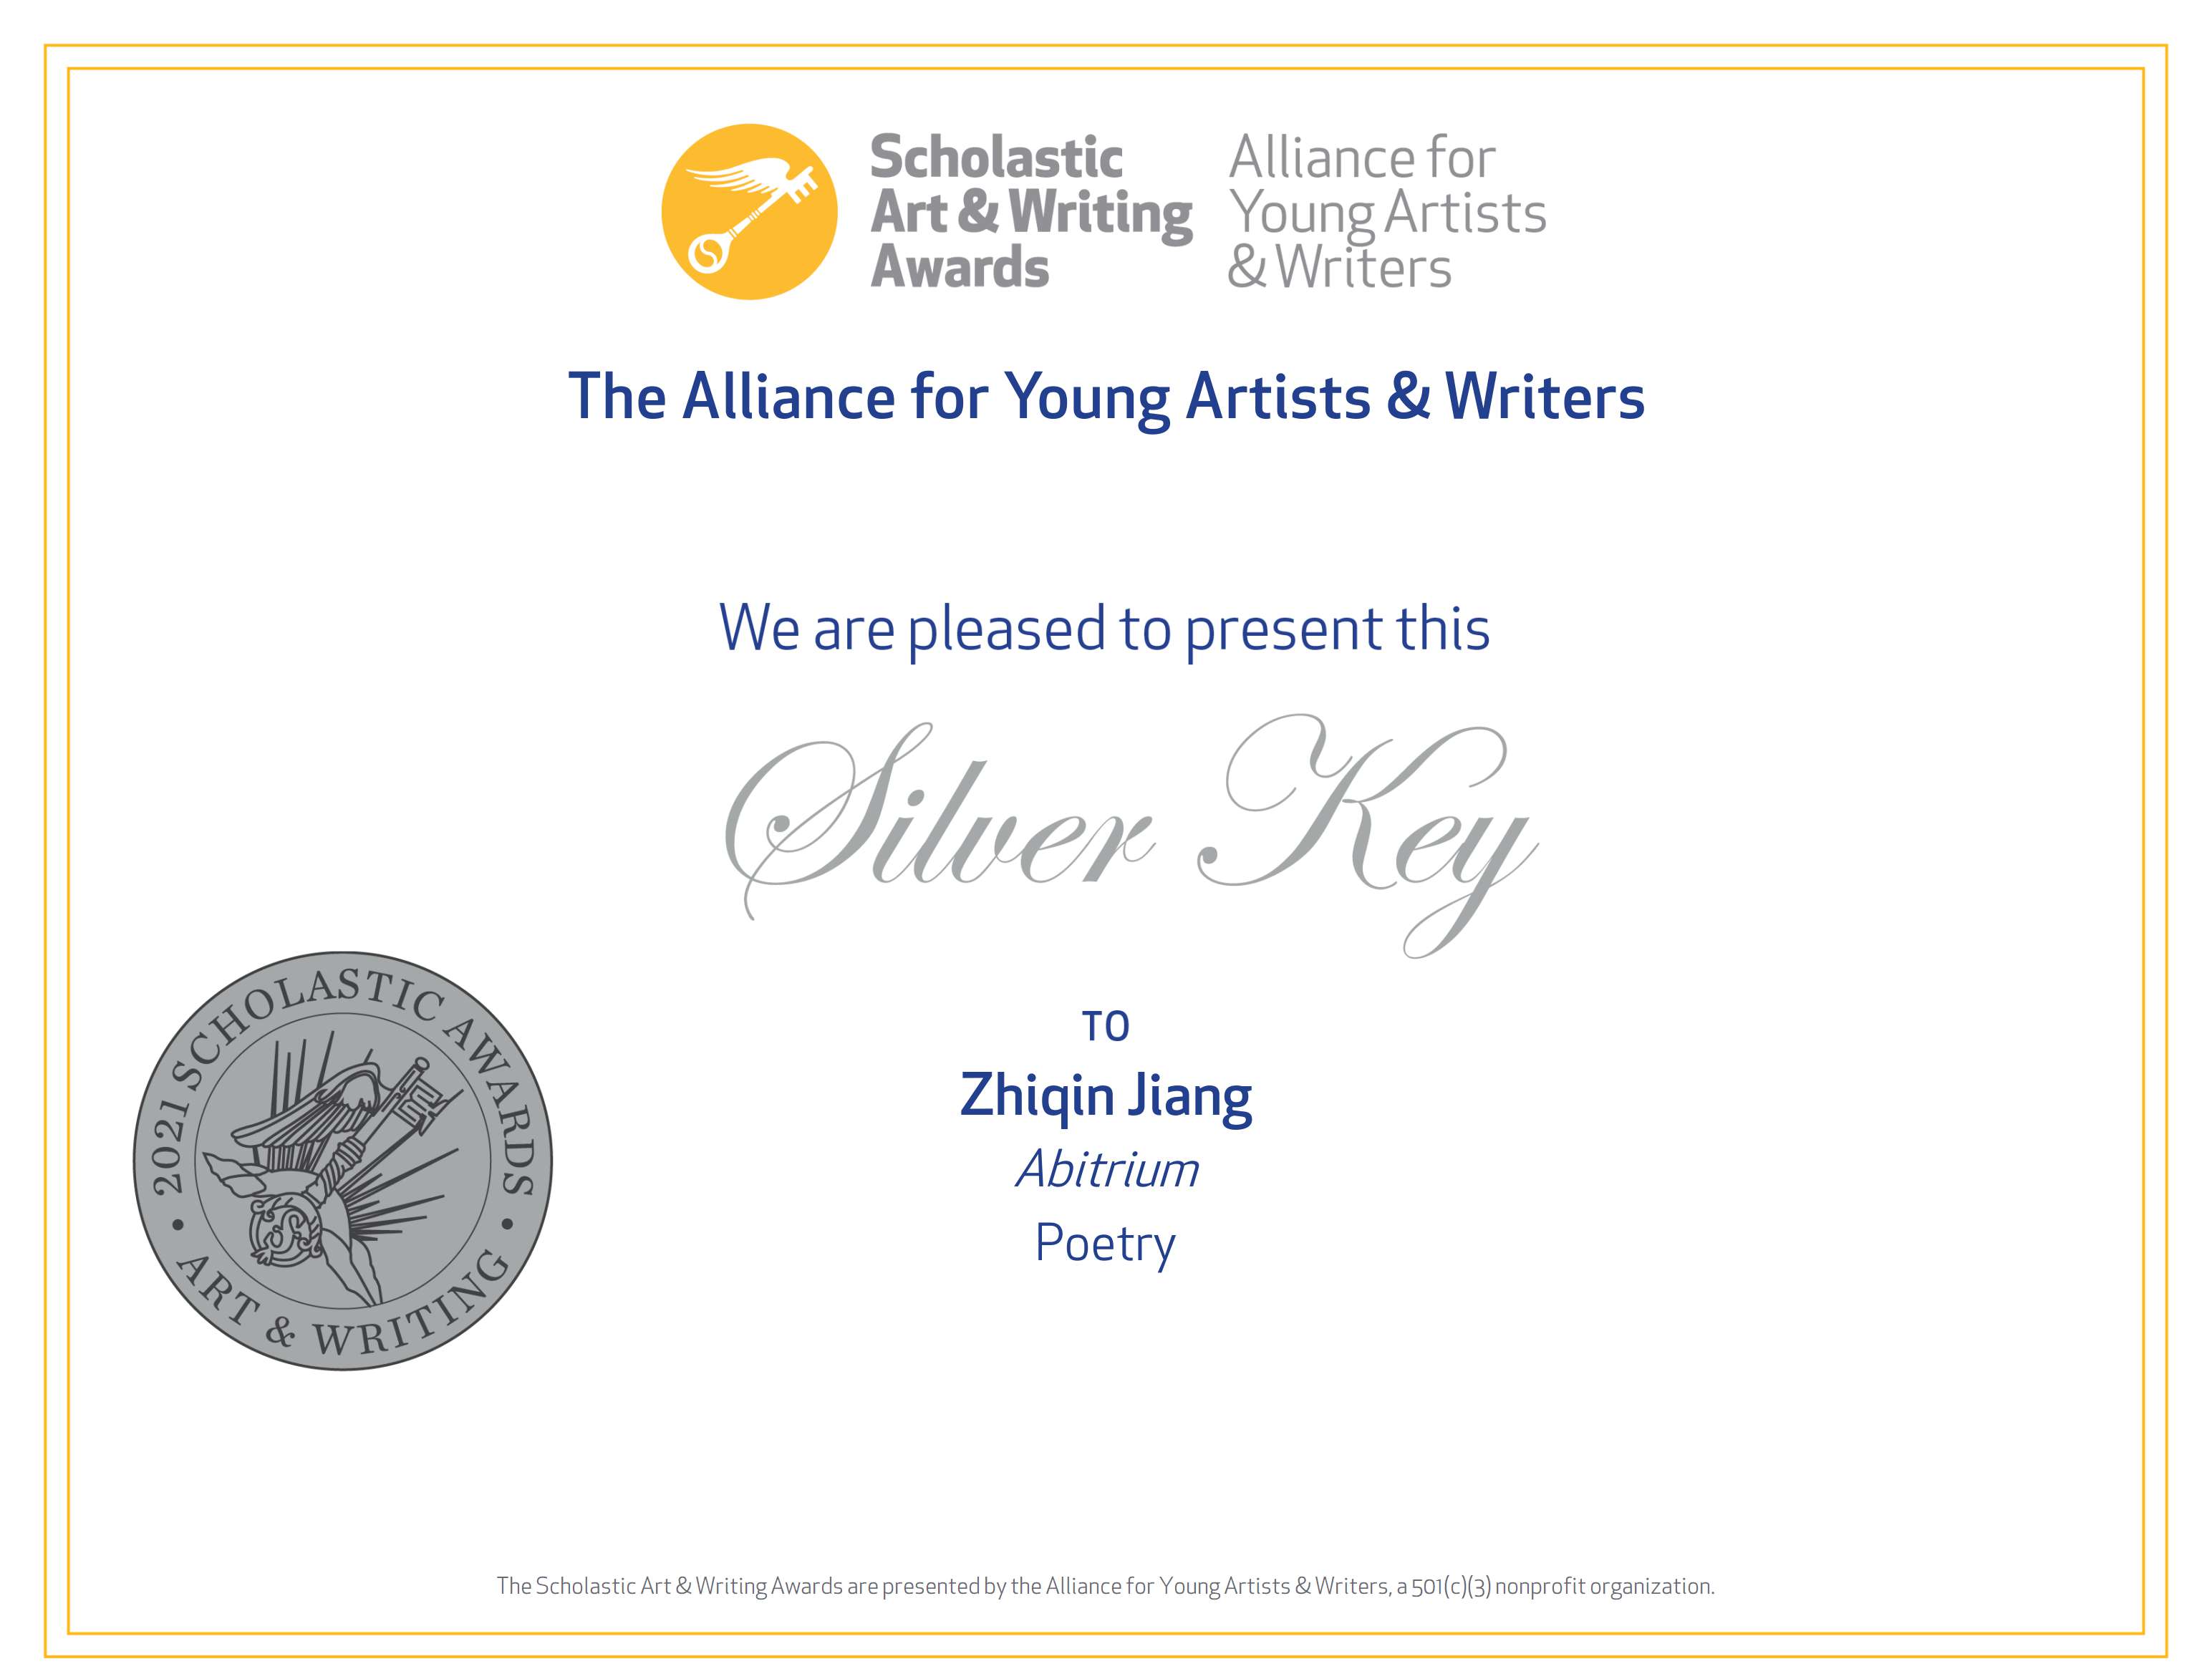 Scholastic
Art & Writing
Awards
Alliance for
Young Artists
& Writers
The Alliance for Young Artists & Writers
We are pleased to present this
Silver Key
TO
Zhiqin Jiang
Abitrium
Poetry
2021 SCHOLASTIC AWARDS
• ART & WRITING •
S
The Scholastic Art & Writing Awards are presented by the Alliance for Young Artists & Writers, a 501(c)(3) nonprofit organization.